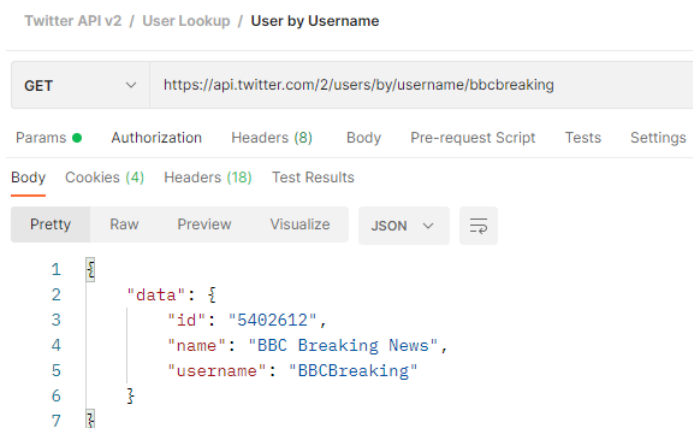 Twitter API v2 / User Lookup / User by Username
GET https://api.twitter.com/2/users/by/username/bbcbreaking
Params Authorization Headers (8) Body Pre-request Script Tests Settings
Body Cookies (4) Headers (18) Test Results
Pretty Raw Preview Visualize JSON
1 {
2 "data": {
3 "id": "5402612",
4 "name": "BBC Breaking News",
5 "username": "BBCBreaking"
6 }
7 }